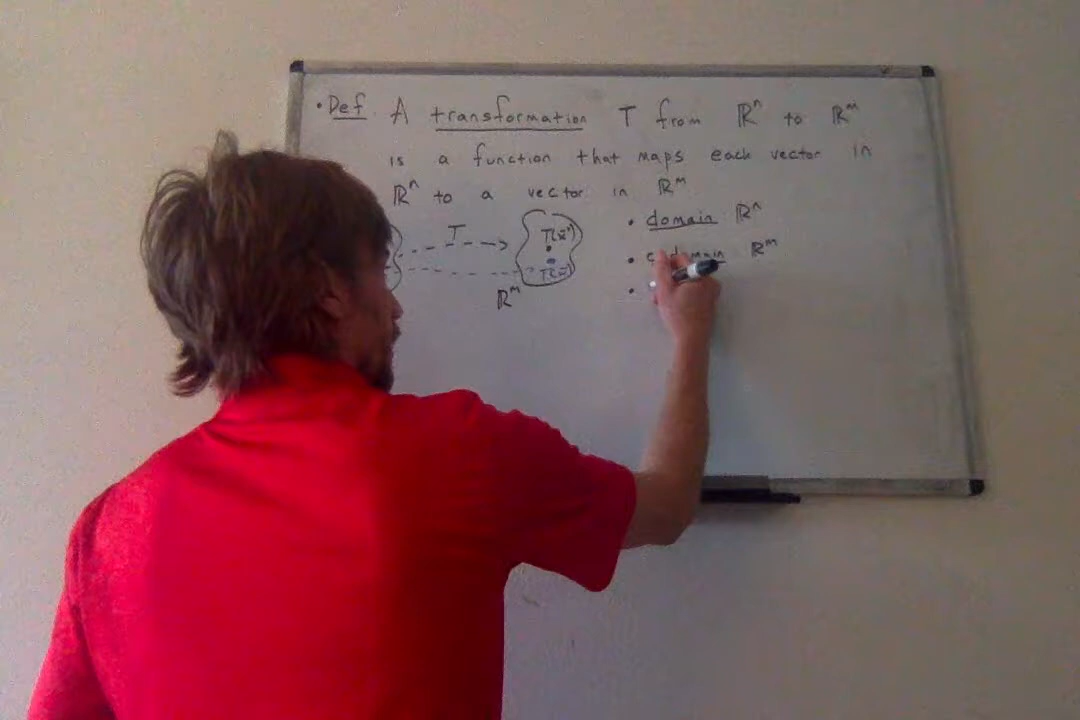 • Def. A transformation T from ℝⁿ to ℝᵐ
is a function that maps each vector in
ℝⁿ to a vector in ℝᵐ
• domain ℝⁿ
T
T(x⃗)
• codomain ℝᵐ
ℝᵐ
•